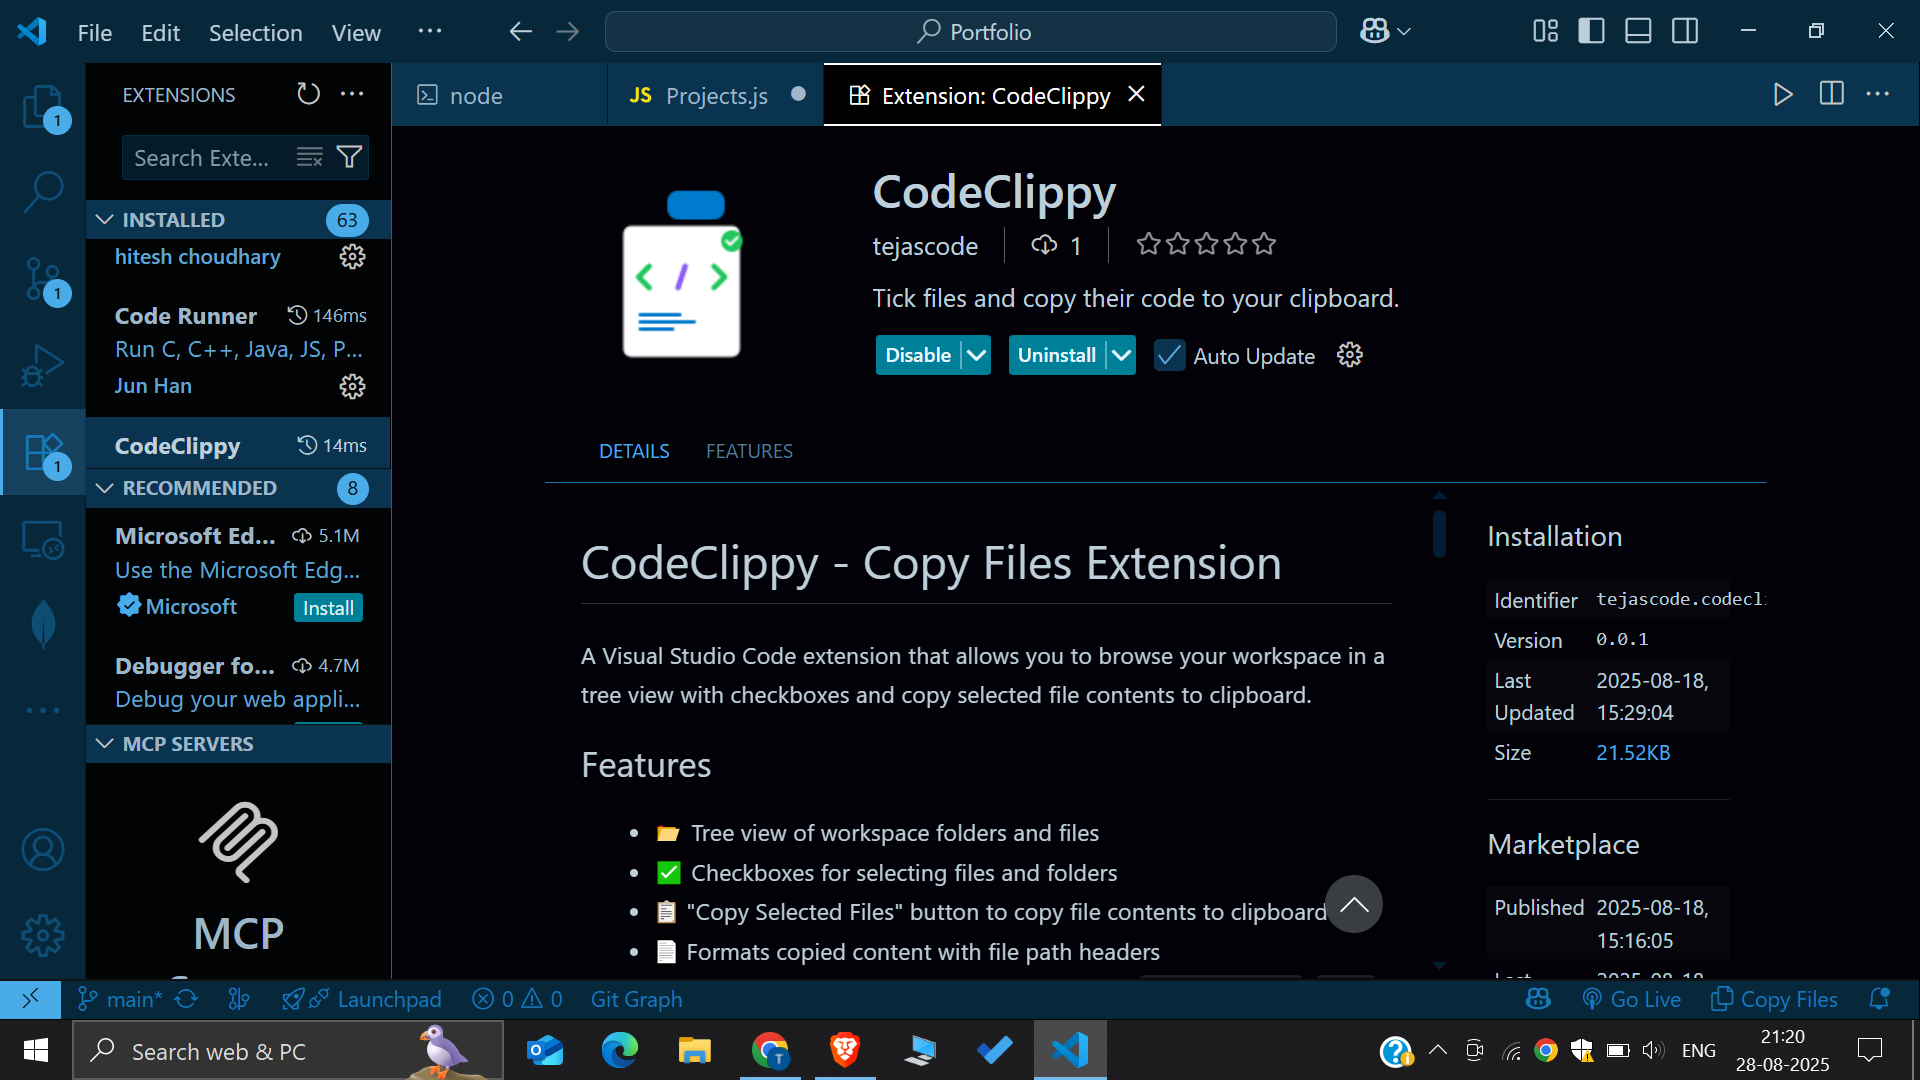 File Edit Selection View ··· Portfolio
EXTENSIONS
Search Exte...
INSTALLED 63
hitesh choudhary
Code Runner 146ms
Run C, C++, Java, JS, P...
Jun Han
CodeClippy 14ms
RECOMMENDED 8
Microsoft Ed... 5.1M
Use the Microsoft Edg...
Microsoft Install
Debugger fo... 4.7M
Debug your web appli...
MCP SERVERS
MCP
1
1
1
node JS Projects.js Extension: CodeClippy
CodeClippy
tejascode 1
Tick files and copy their code to your clipboard.
Disable Uninstall Auto Update
DETAILS FEATURES
CodeClippy - Copy Files Extension
A Visual Studio Code extension that allows you to browse your workspace in a
tree view with checkboxes and copy selected file contents to clipboard.
Features
• 📂 Tree view of workspace folders and files
• ✅ Checkboxes for selecting files and folders
• 📋 "Copy Selected Files" button to copy file contents to clipboard
• 📄 Formats copied content with file path headers
Installation
Identifier tejascode.codecl
Version 0.0.1
Last 2025-08-18,
Updated 15:29:04
Size 21.52KB
Marketplace
Published 2025-08-18,
15:16:05
main* Launchpad 0 0 Git Graph Go Live Copy Files
Search web & PC
T
ENG
21:20
28-08-2025